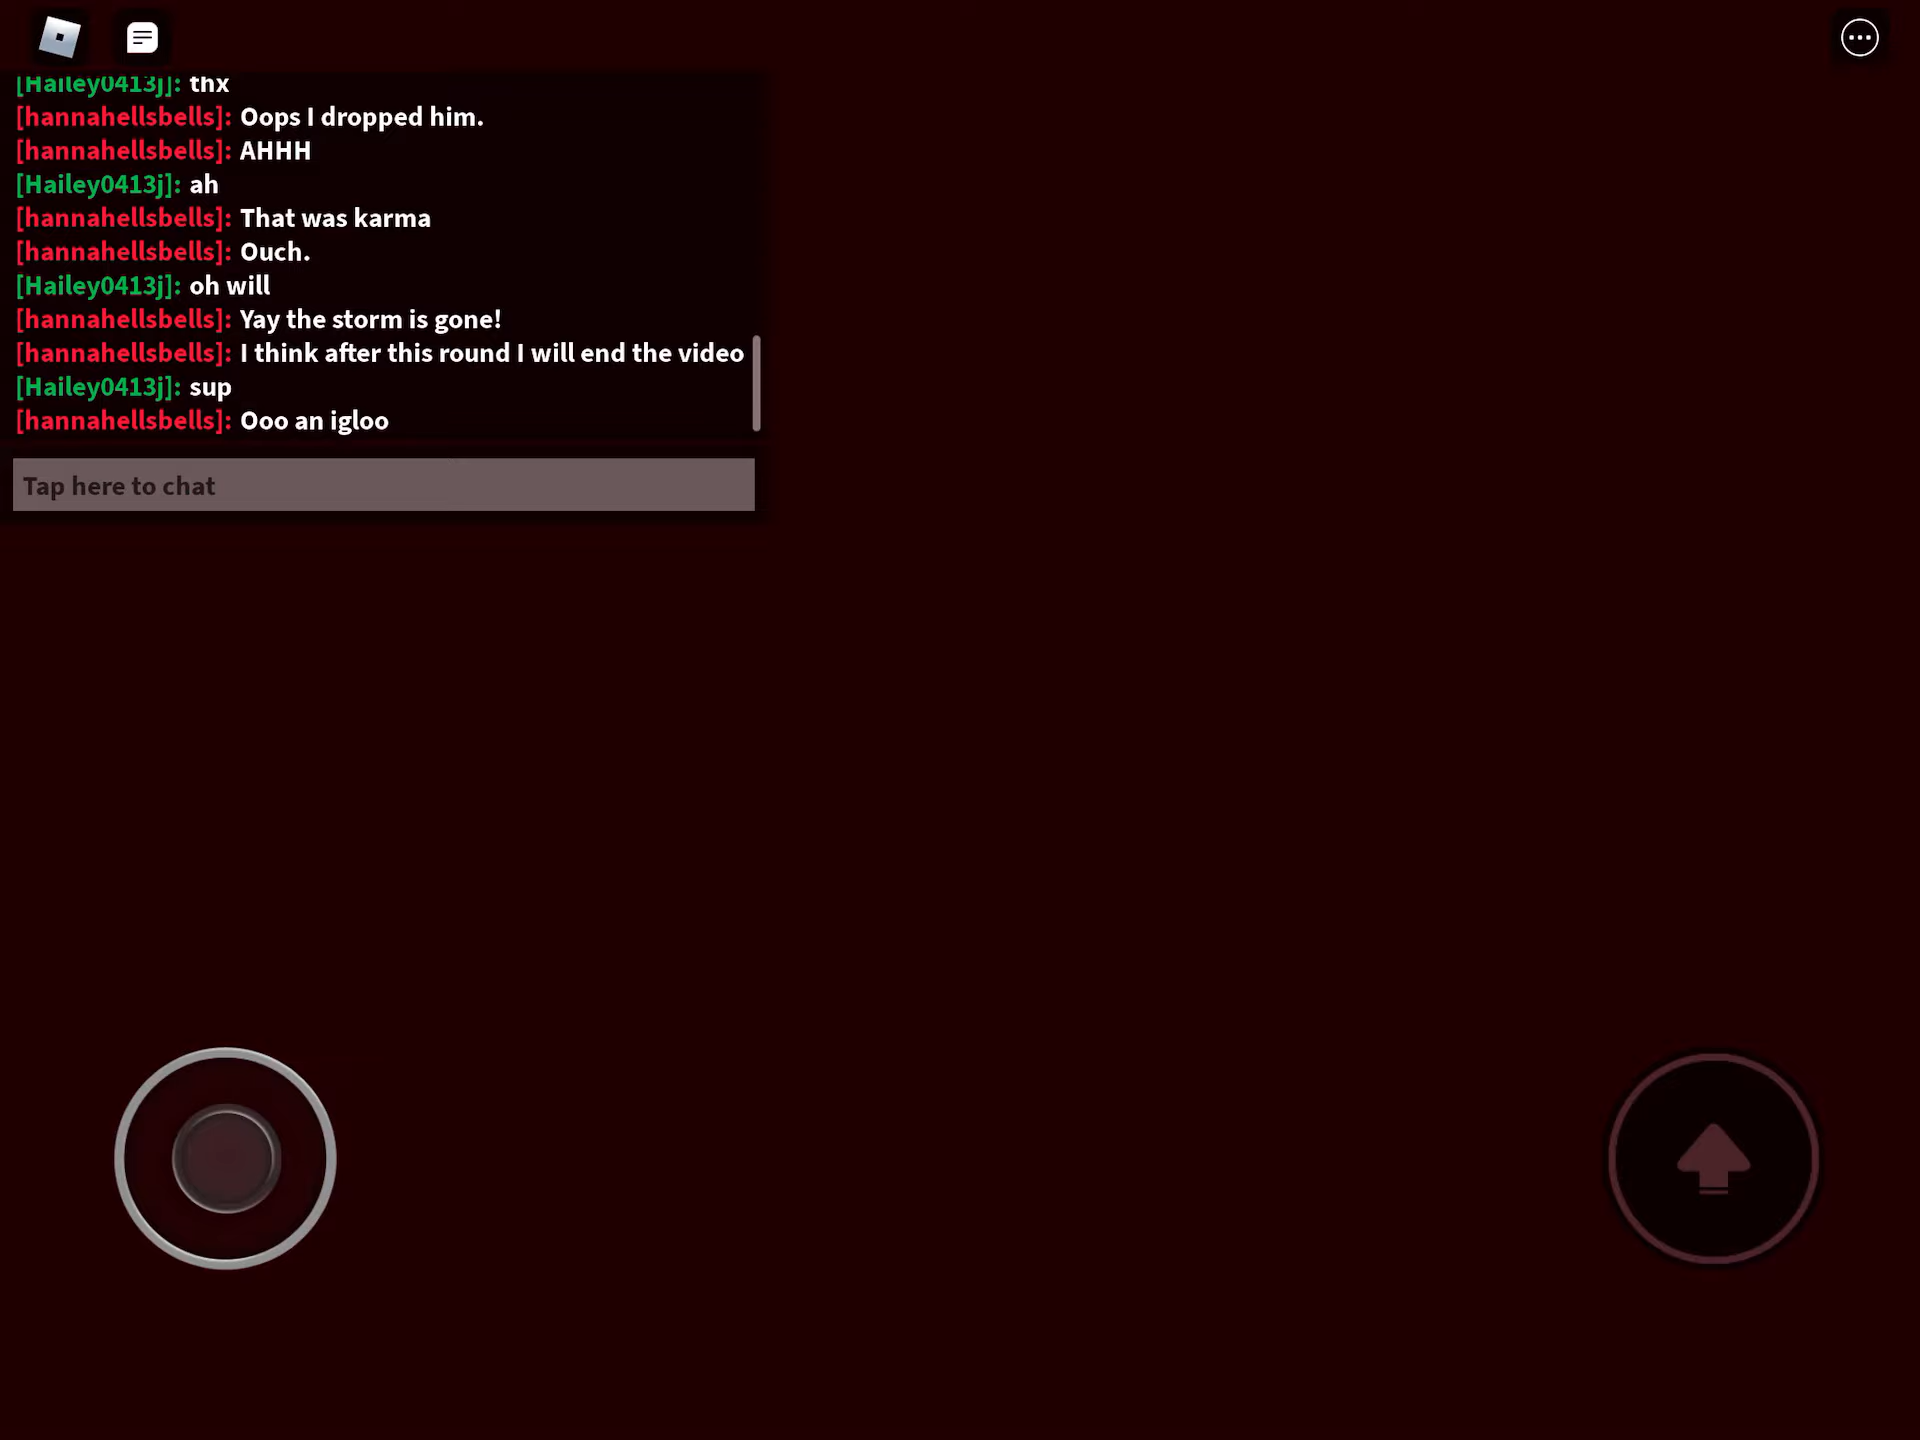 [Hailey0413j]: thx
[hannahellsbells]: Oops I dropped him.
[hannahellsbells]: AHHH
[Hailey0413j]: ah
[hannahellsbells]: That was karma
[hannahellsbells]: Ouch.
[Hailey0413j]: oh will
[hannahellsbells]: Yay the storm is gone!
[hannahellsbells]: I think after this round I will end the video
[Hailey0413j]: sup
[hannahellsbells]: Ooo an igloo
Tap here to chat